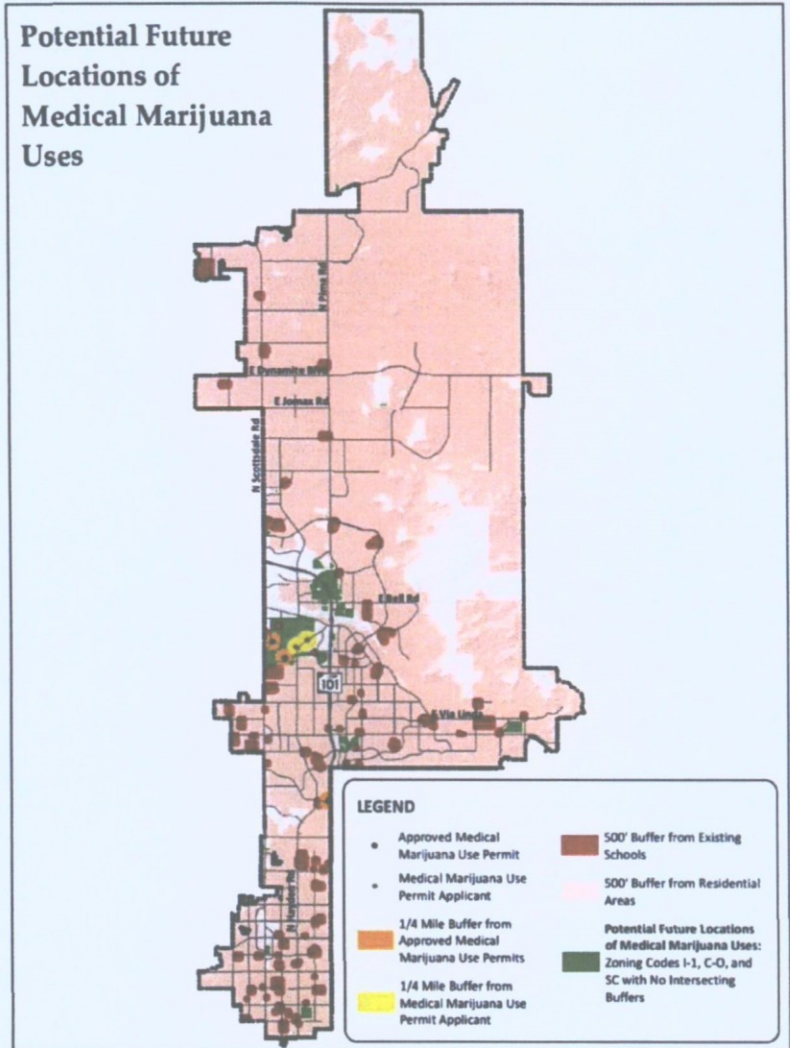 Potential Future
Locations of
Medical Marijuana
Uses
N Pima Rd
E Dynamite Blvd
E Jomax Rd
N Scottsdale Rd
E Bell Rd
101
E Via Linda
N Hayden Rd
LEGEND
Approved Medical
Marijuana Use Permit
Medical Marijuana Use
Permit Applicant
1/4 Mile Buffer from
Approved Medical
Marijuana Use Permits
1/4 Mile Buffer from
Medical Marijuana Use
Permit Applicant
500' Buffer from Existing
Schools
500' Buffer from Residential
Areas
Potential Future Locations
of Medical Marijuana Uses:
Zoning Codes I-1, C-O, and
SC with No Intersecting
Buffers